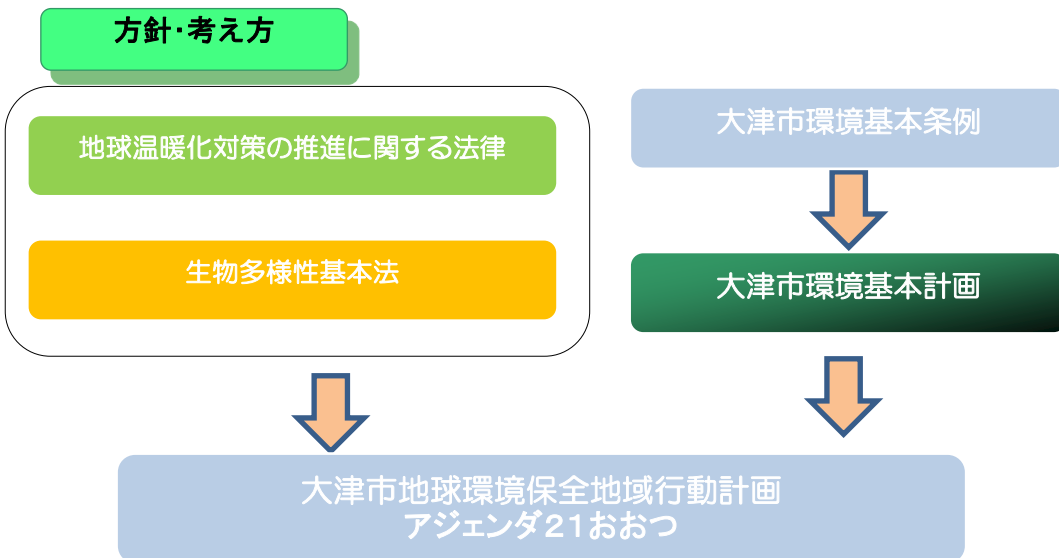 方針・考え方
地球温暖化対策の推進に関する法律
生物多様性基本法
大津市環境基本条例
大津市環境基本計画
大津市地球環境保全地域行動計画
アジェンダ21おおつ